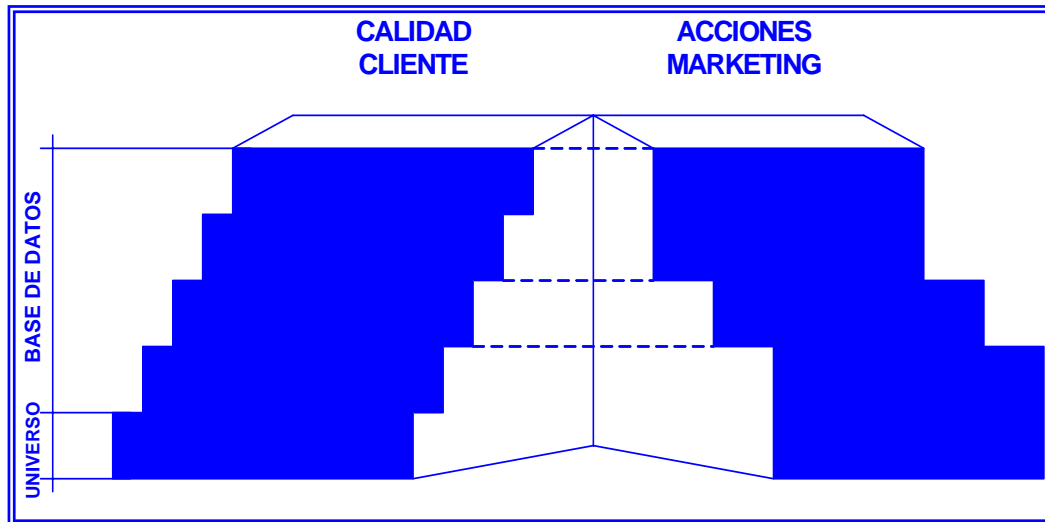 CALIDAD
CLIENTE
ACCIONES
MARKETING
BASE DE DATOS
UNIVERSO